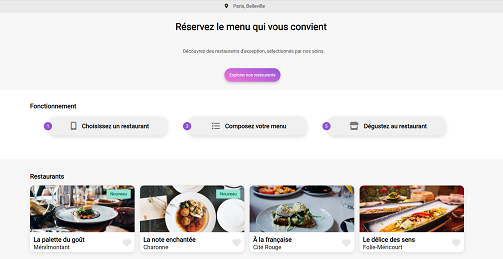 Paris, Belleville
Réservez le menu qui vous convient
Découvrez des restaurants d'exception, sélectionnés par nos soins.
Explorer nos restaurants
Fonctionnement
1 Choisissez un restaurant
2 Composez votre menu
3 Dégustez au restaurant
Restaurants
Nouveau
Nouveau
La palette du goût
Ménilmontant
La note enchantée
Charonne
À la française
Cité Rouge
Le délice des sens
Folie-Méricourt